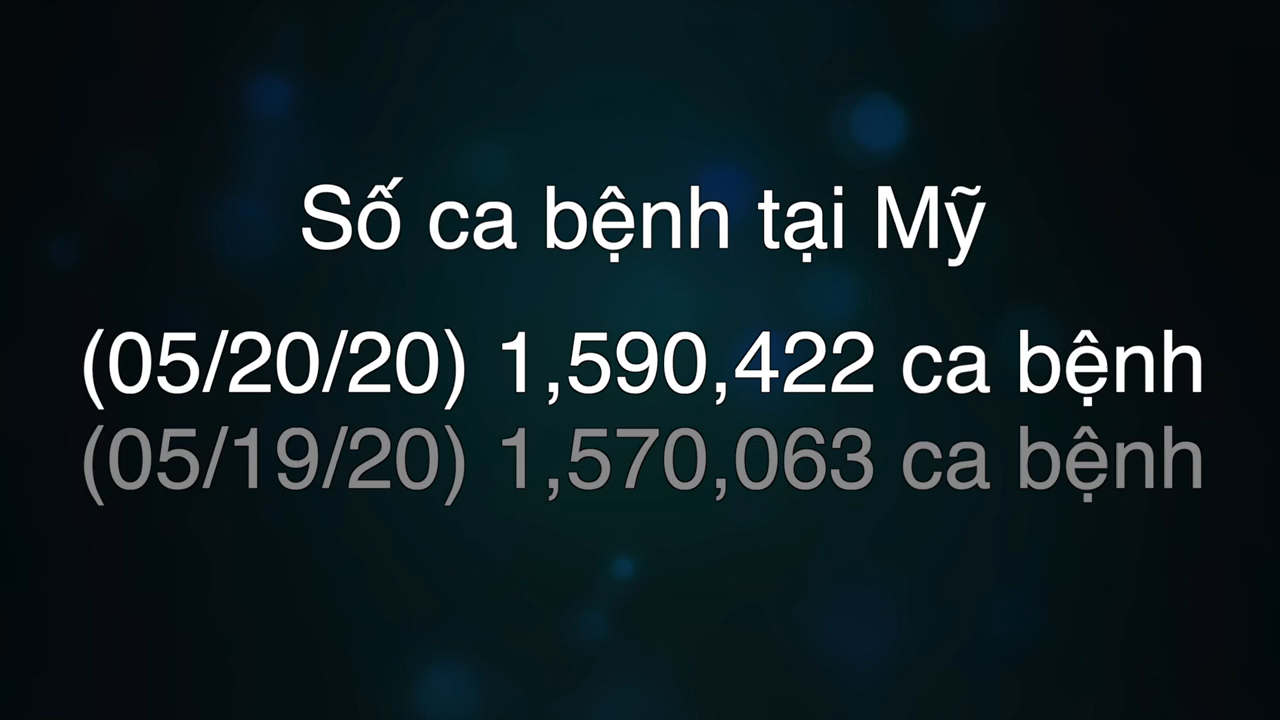 Số ca bệnh tại Mỹ
(05/20/20) 1,590,422 ca bệnh
(05/19/20) 1,570,063 ca bệnh